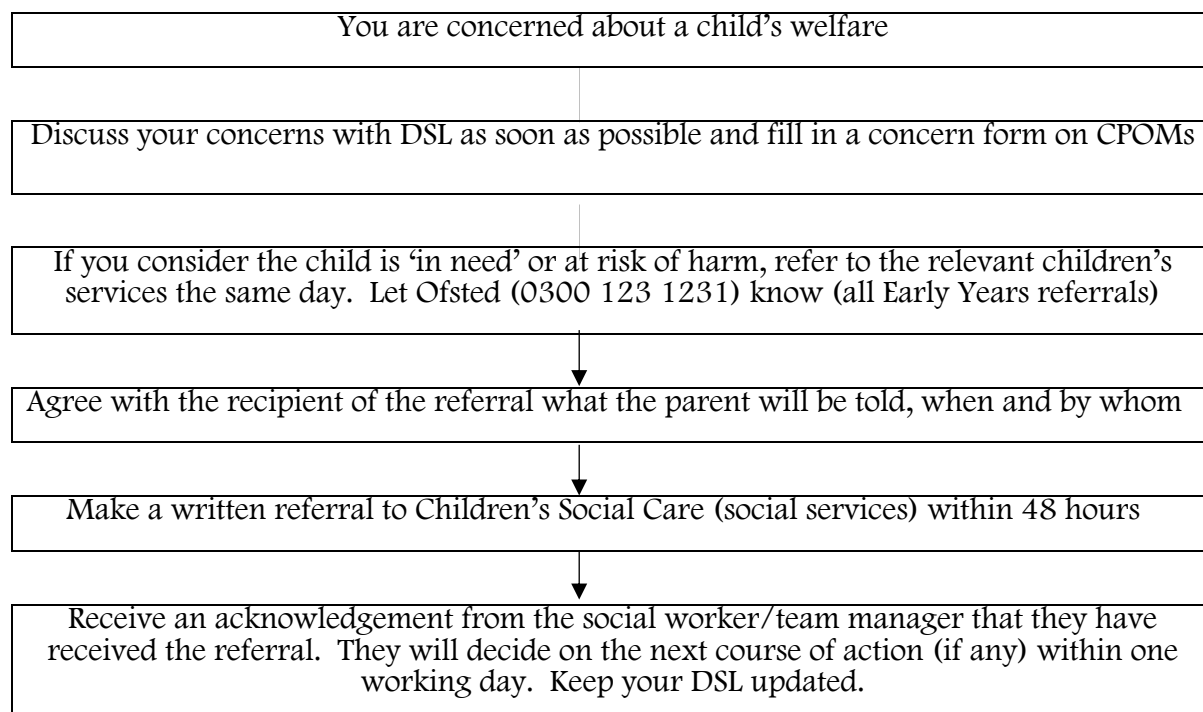 You are concerned about a child’s welfare
Discuss your concerns with DSL as soon as possible and fill in a concern form on CPOMs
If you consider the child is ‘in need’ or at risk of harm, refer to the relevant children’s
services the same day.  Let Ofsted (0300 123 1231) know (all Early Years referrals)
Agree with the recipient of the referral what the parent will be told, when and by whom
Make a written referral to Children’s Social Care (social services) within 48 hours
Receive an acknowledgement from the social worker/team manager that they have
received the referral.  They will decide on the next course of action (if any) within one
working day.  Keep your DSL updated.